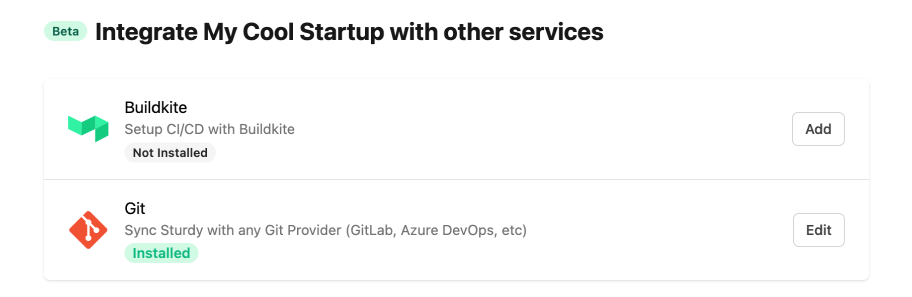 Beta Integrate My Cool Startup with other services
Buildkite
Setup CI/CD with Buildkite
Not Installed
Add
Git
Sync Sturdy with any Git Provider (GitLab, Azure DevOps, etc)
Installed
Edit